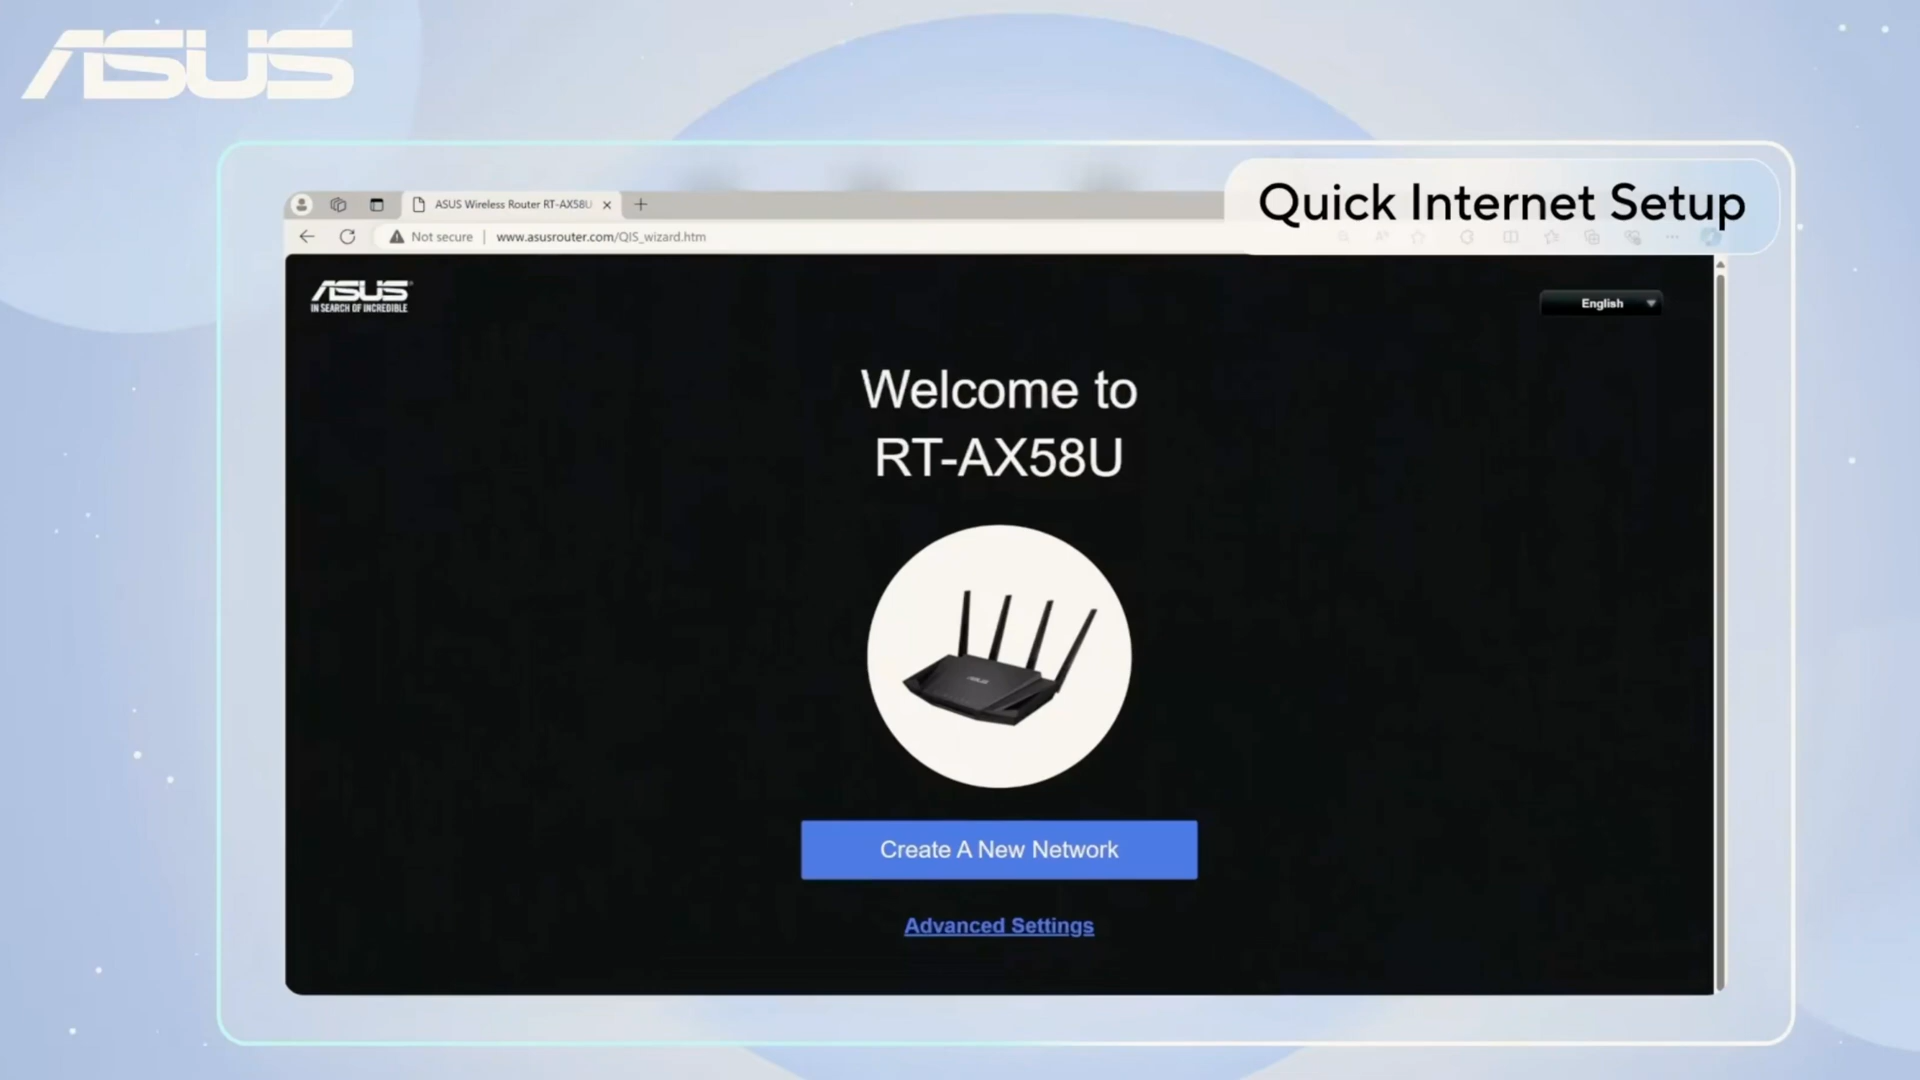 ASUS
Quick Internet Setup
ASUS Wireless Router RT-AX58U
Not secure
www.asusrouter.com/QIS_wizard.htm
ASUS
IN SEARCH OF INCREDIBLE
English
Welcome to
RT-AX58U
ASUS
Create A New Network
Advanced Settings